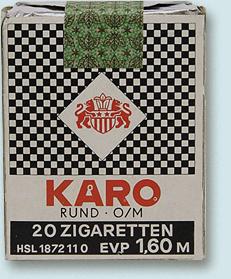 KARO
RUND · O/M
20 ZIGARETTEN
HSL 1872110 EVP 1,60 M